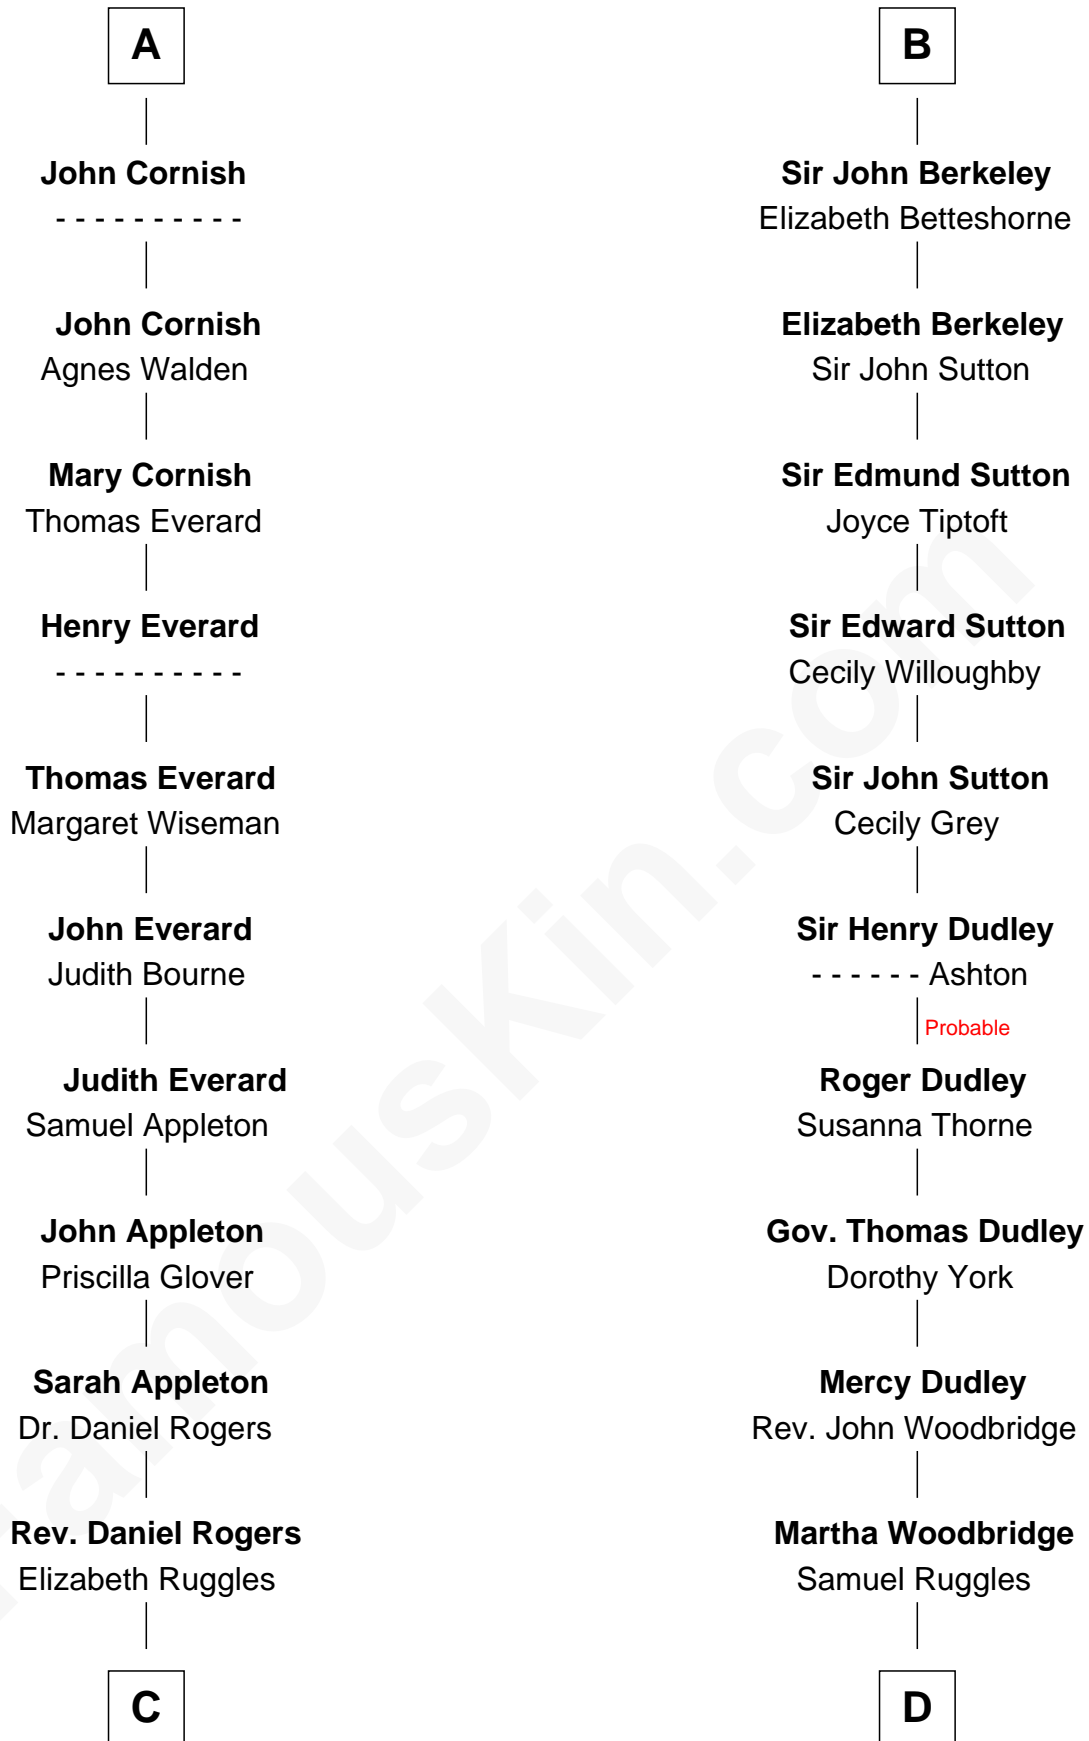 A
John Cornish
- - - - - - - - - -
John Cornish
Agnes Walden
Mary Cornish
Thomas Everard
Henry Everard
- - - - - - - - - -
Thomas Everard
Margaret Wiseman
John Everard
Judith Bourne
Judith Everard
Samuel Appleton
John Appleton
Priscilla Glover
Sarah Appleton
Dr. Daniel Rogers
Rev. Daniel Rogers
Elizabeth Ruggles
C
B
Sir John Berkeley
Elizabeth Betteshorne
Elizabeth Berkeley
Sir John Sutton
Sir Edmund Sutton
Joyce Tiptoft
Sir Edward Sutton
Cecily Willoughby
Sir John Sutton
Cecily Grey
Sir Henry Dudley
- - - - - - Ashton
Probable
Roger Dudley
Susanna Thorne
Gov. Thomas Dudley
Dorothy York
Mercy Dudley
Rev. John Woodbridge
Martha Woodbridge
Samuel Ruggles
D
FamousKin.com